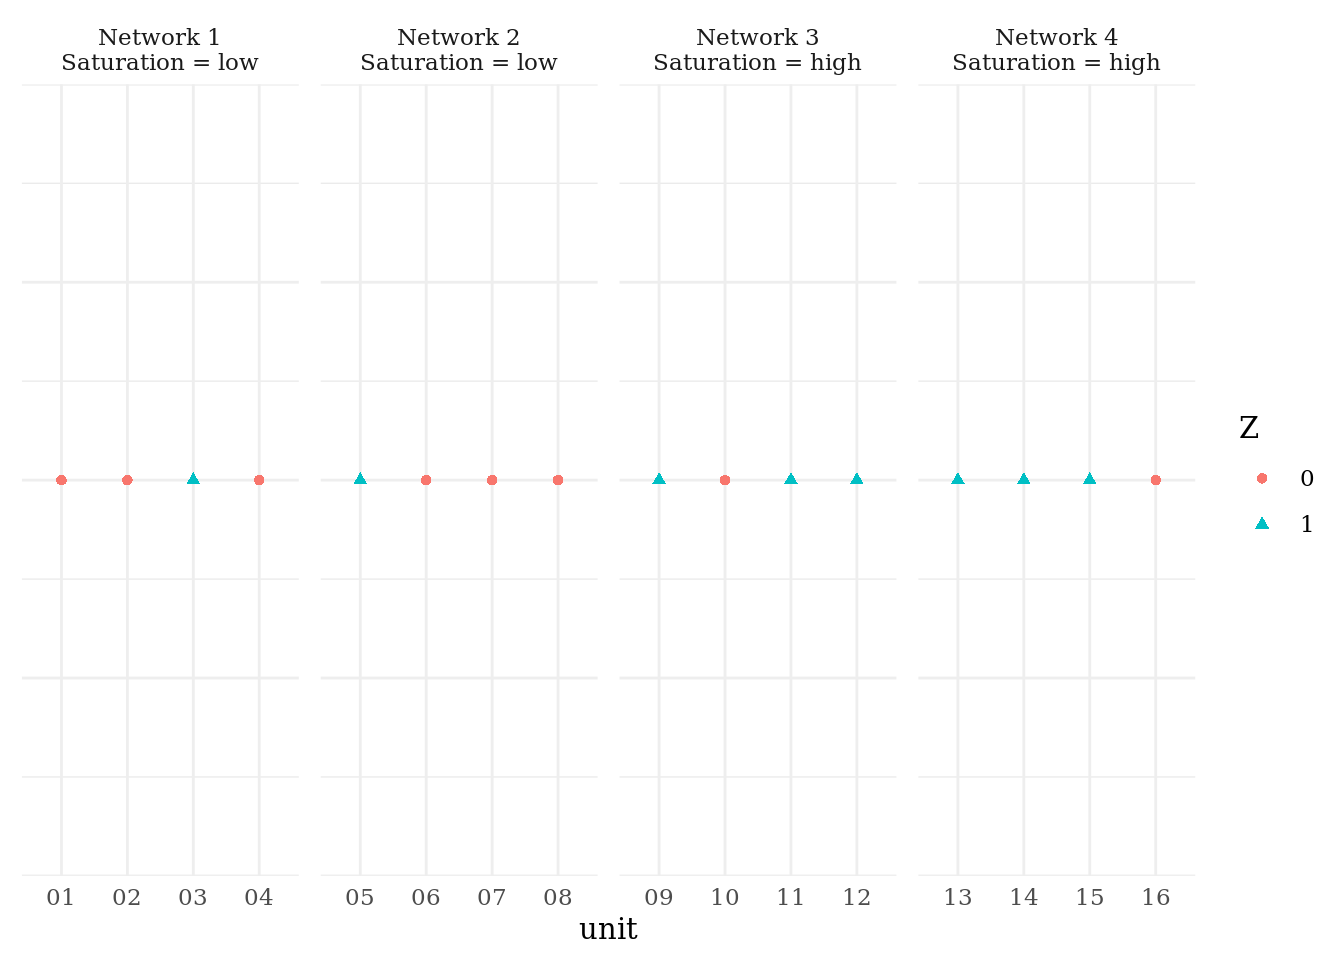 Network 1
Saturation = low
Network 2
Saturation = low
Network 3
Saturation = high
Network 4
Saturation = high
Z
0
1
01 02 03 04 05 06 07 08 09 10 11 12 13 14 15 16
unit